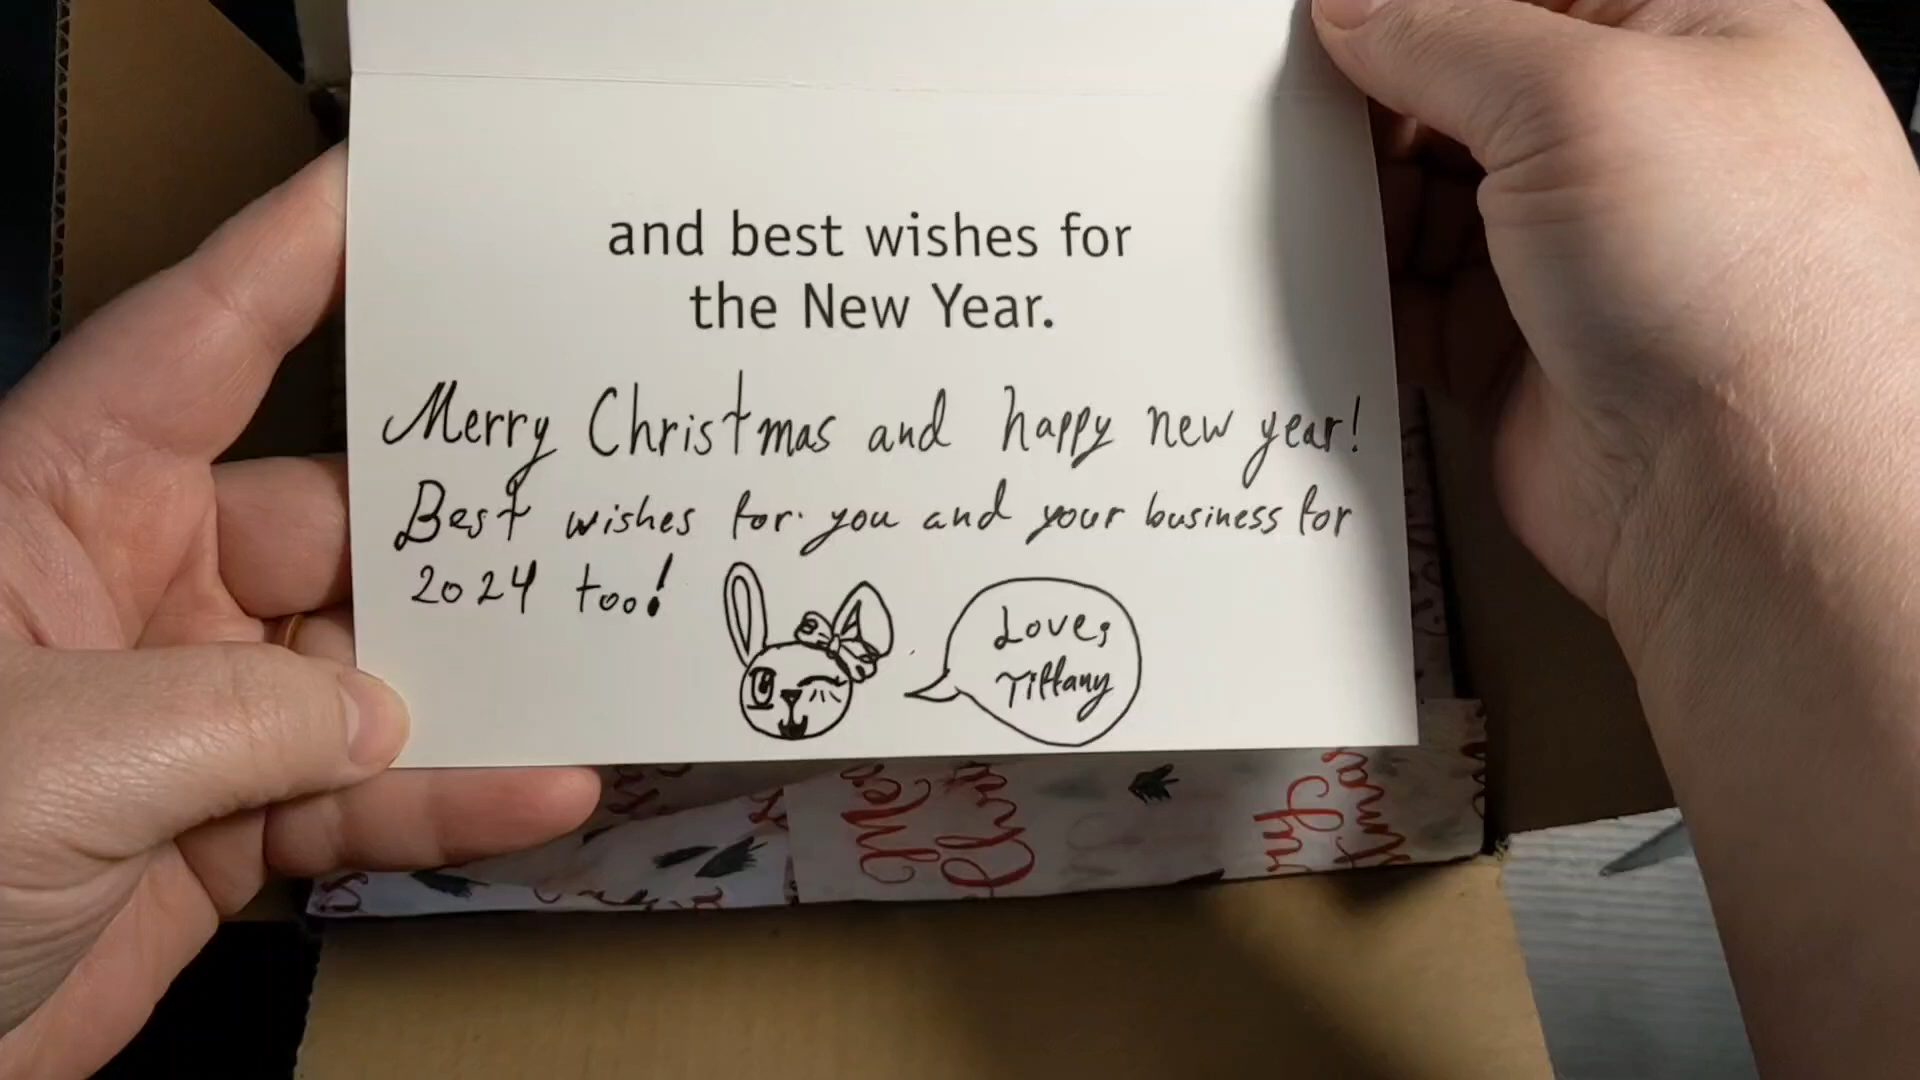 and best wishes for
the New Year.
Merry Christmas and happy new year!
Best wishes for you and your business for
2024 too!
Love,
Tiffany